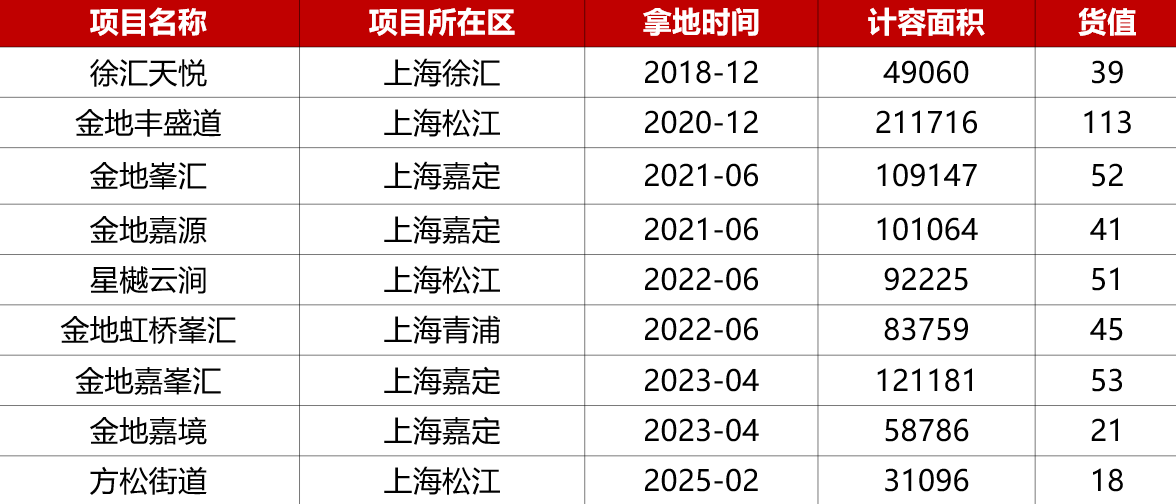 项目名称 项目所在区 拿地时间 计容面积 货值
徐汇天悦 上海徐汇 2018-12 49060 39
金地丰盛道 上海松江 2020-12 211716 113
金地峯汇 上海嘉定 2021-06 109147 52
金地嘉源 上海嘉定 2021-06 101064 41
星樾云涧 上海松江 2022-06 92225 51
金地虹桥峯汇 上海青浦 2022-06 83759 45
金地嘉峯汇 上海嘉定 2023-04 121181 53
金地嘉境 上海嘉定 2023-04 58786 21
方松街道 上海松江 2025-02 31096 18